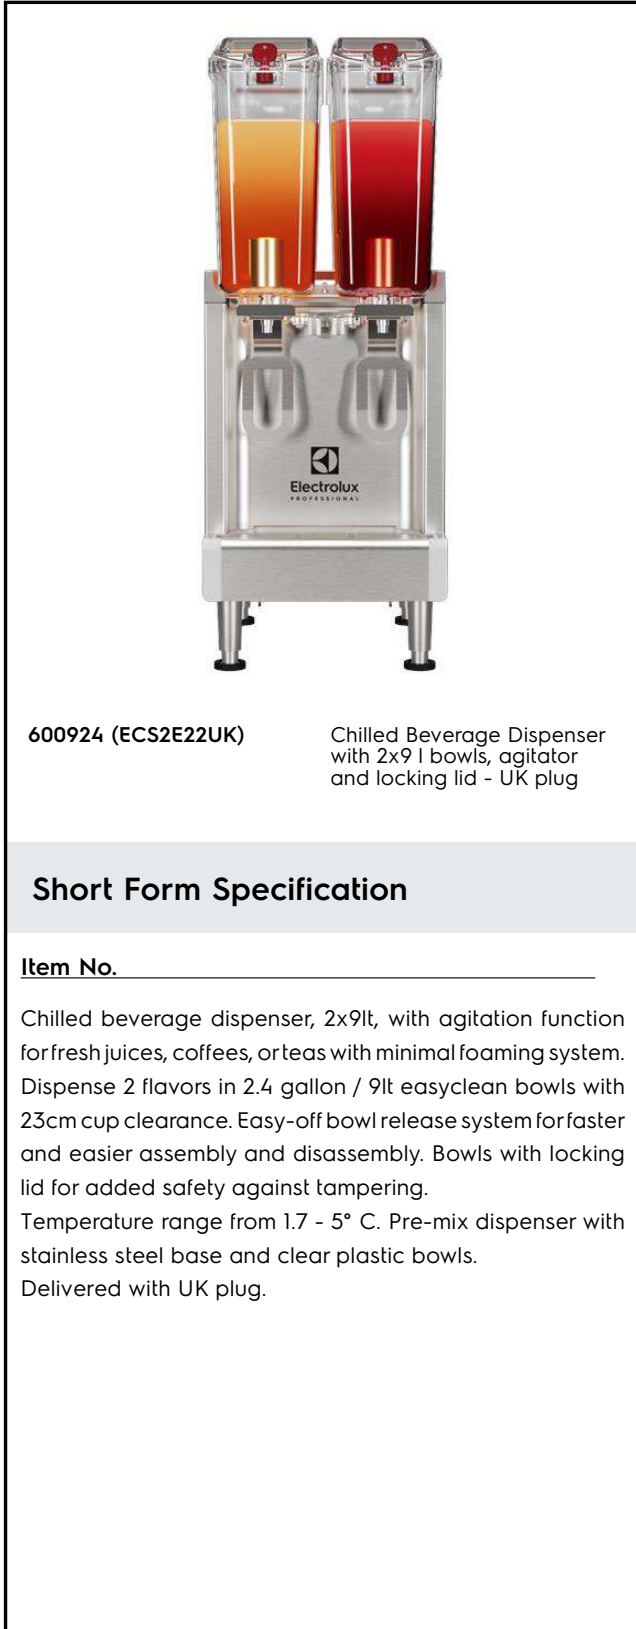 Electrolux
PROFESSIONAL
600924 (ECS2E22UK)
Chilled Beverage Dispenser
with 2x9 l bowls, agitator
and locking lid - UK plug
Short Form Specification
Item No.
Chilled beverage dispenser, 2x9lt, with agitation function
for fresh juices, coffees, or teas with minimal foaming system.
Dispense 2 flavors in 2.4 gallon / 9lt easyclean bowls with
23cm cup clearance. Easy-off bowl release system for faster
and easier assembly and disassembly. Bowls with locking
lid for added safety against tampering.
Temperature range from 1.7 - 5° C. Pre-mix dispenser with
stainless steel base and clear plastic bowls.
Delivered with UK plug.